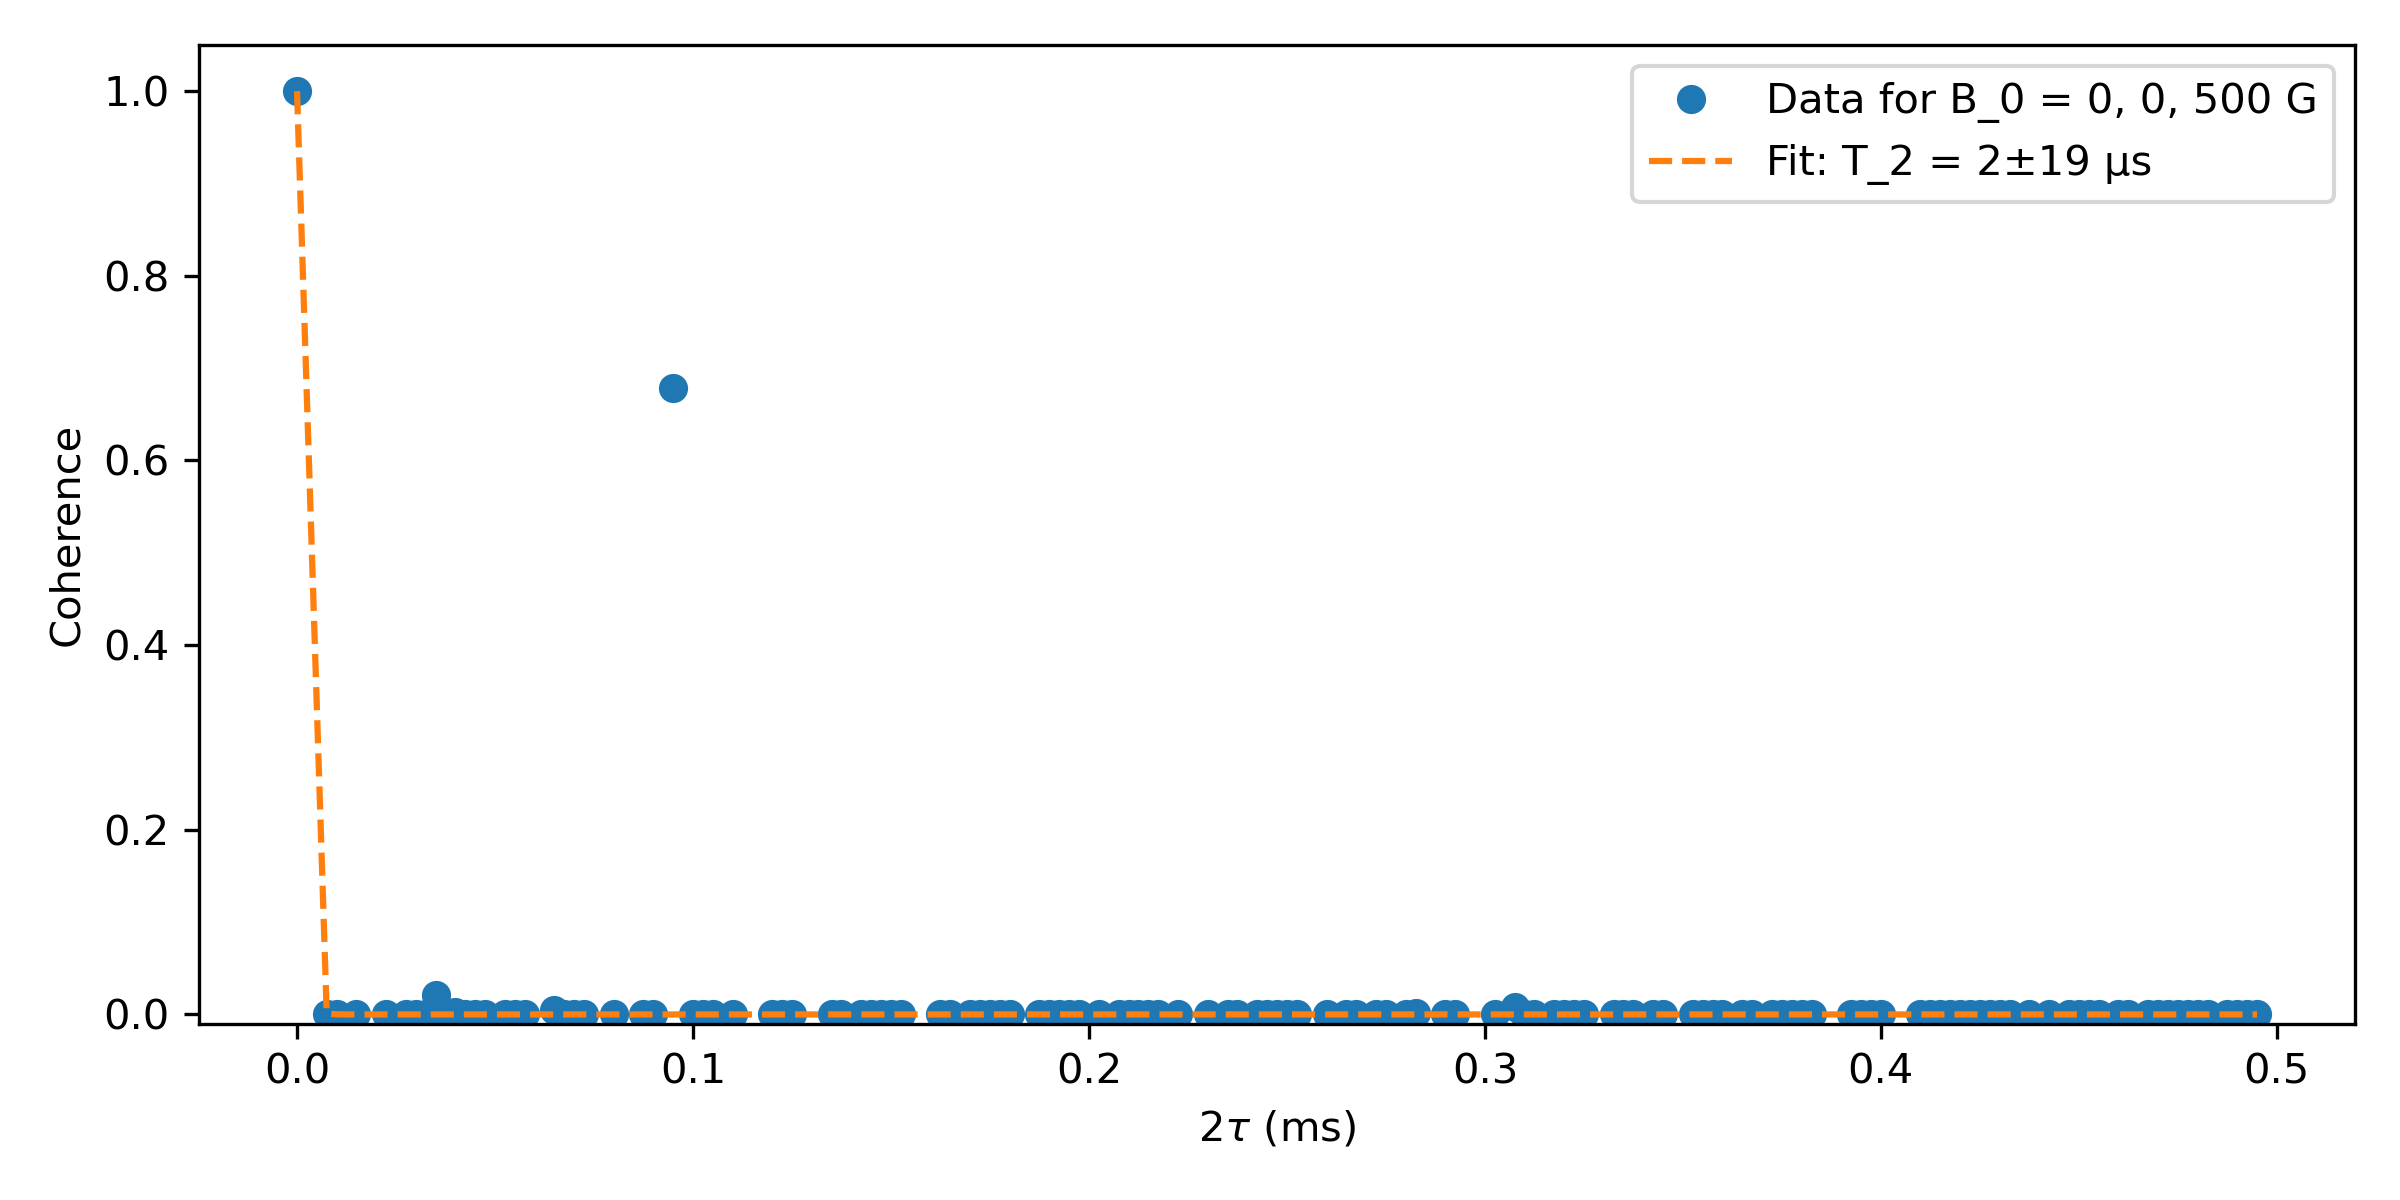 Data for B_0 = 0, 0, 500 G
Fit: T_2 = 2±19 µs
Coherence
1.0
0.8
0.6
0.4
0.2
0.0
0.0 0.1 0.2 0.3 0.4 0.5
2τ (ms)